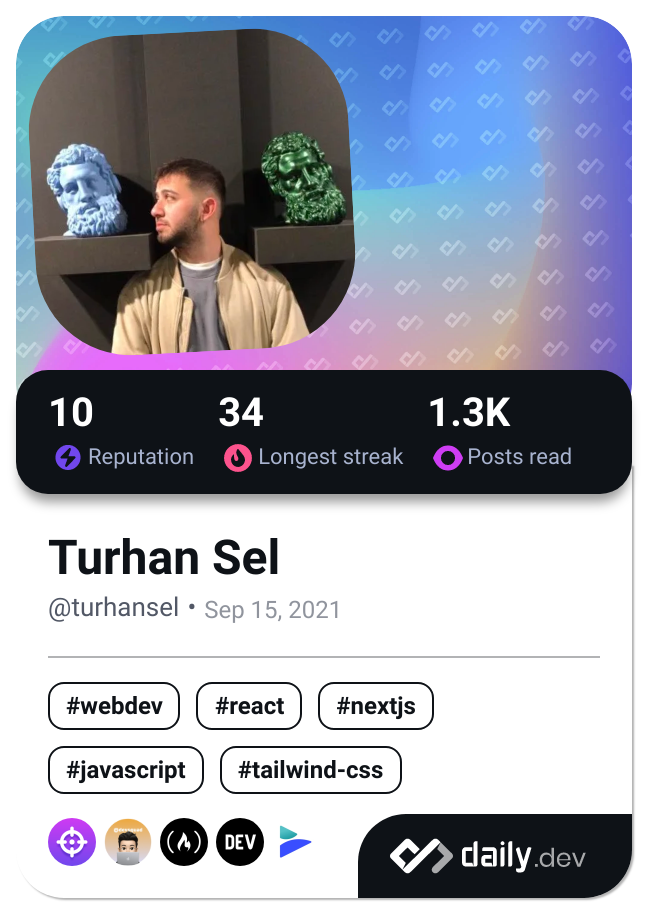 10 34 1.3K
Reputation Longest streak Posts read
Turhan Sel
@turhansel • Sep 15, 2021
#webdev #react #nextjs
#javascript #tailwind-css
DEV
daily.dev